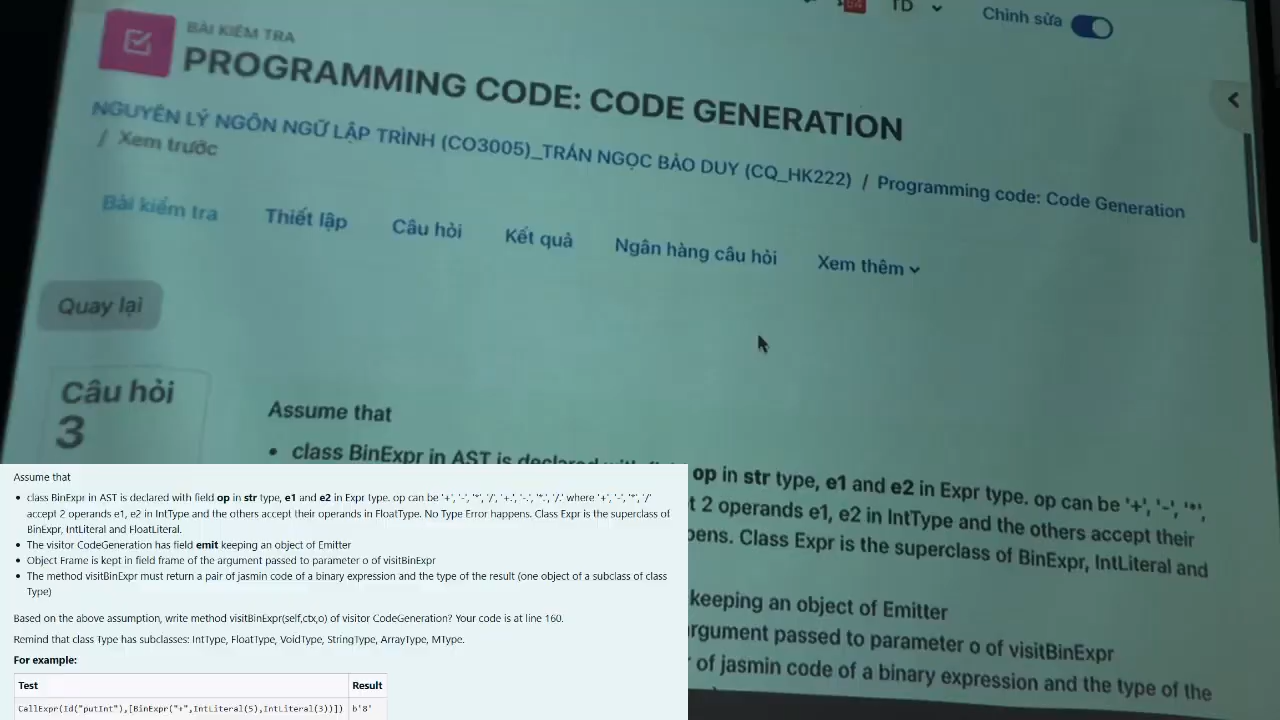 TD
Chỉnh sửa
BÀI KIỂM TRA
PROGRAMMING CODE: CODE GENERATION
NGUYÊN LÝ NGÔN NGỮ LẬP TRÌNH (CO3005)_TRẦN NGỌC BẢO DUY (CQ_HK222) / Programming code: Code Generation
/ Xem trước
Bài kiểm tra Thiết lập Câu hỏi Kết quả Ngân hàng câu hỏi Xem thêm
Quay lại
Câu hỏi
3
Assume that
• class BinExpr in AST is declared with
op in str type, e1 and e2 in Expr type. op can be '+', '-', '*',
t 2 operands e1, e2 in IntType and the others accept their
pens. Class Expr is the superclass of BinExpr, IntLiteral and
keeping an object of Emitter
rgument passed to parameter o of visitBinExpr
r of jasmin code of a binary expression and the type of the
Assume that
• class BinExpr in AST is declared with field op in str type, e1 and e2 in Expr type. op can be '+', '-', '*', '/', '+.', '-.', '*.', '/.' where '+', '-', '*', '/'
accept 2 operands e1, e2 in IntType and the others accept their operands in FloatType. No Type Error happens. Class Expr is the superclass of
BinExpr, IntLiteral and FloatLiteral.
• The visitor CodeGeneration has field emit keeping an object of Emitter
• Object Frame is kept in field frame of the argument passed to parameter o of visitBinExpr
• The method visitBinExpr must return a pair of jasmin code of a binary expression and the type of the result (one object of a subclass of class
Type)
Based on the above assumption, write method visitBinExpr(self,ctx,o) of visitor CodeGeneration? Your code is at line 160.
Remind that class Type has subclasses: IntType, FloatType, VoidType, StringType, ArrayType, MType.
For example:
Test Result
CallExpr(Id("putInt"),[BinExpr("+",IntLiteral(5),IntLiteral(3))]) b'8'